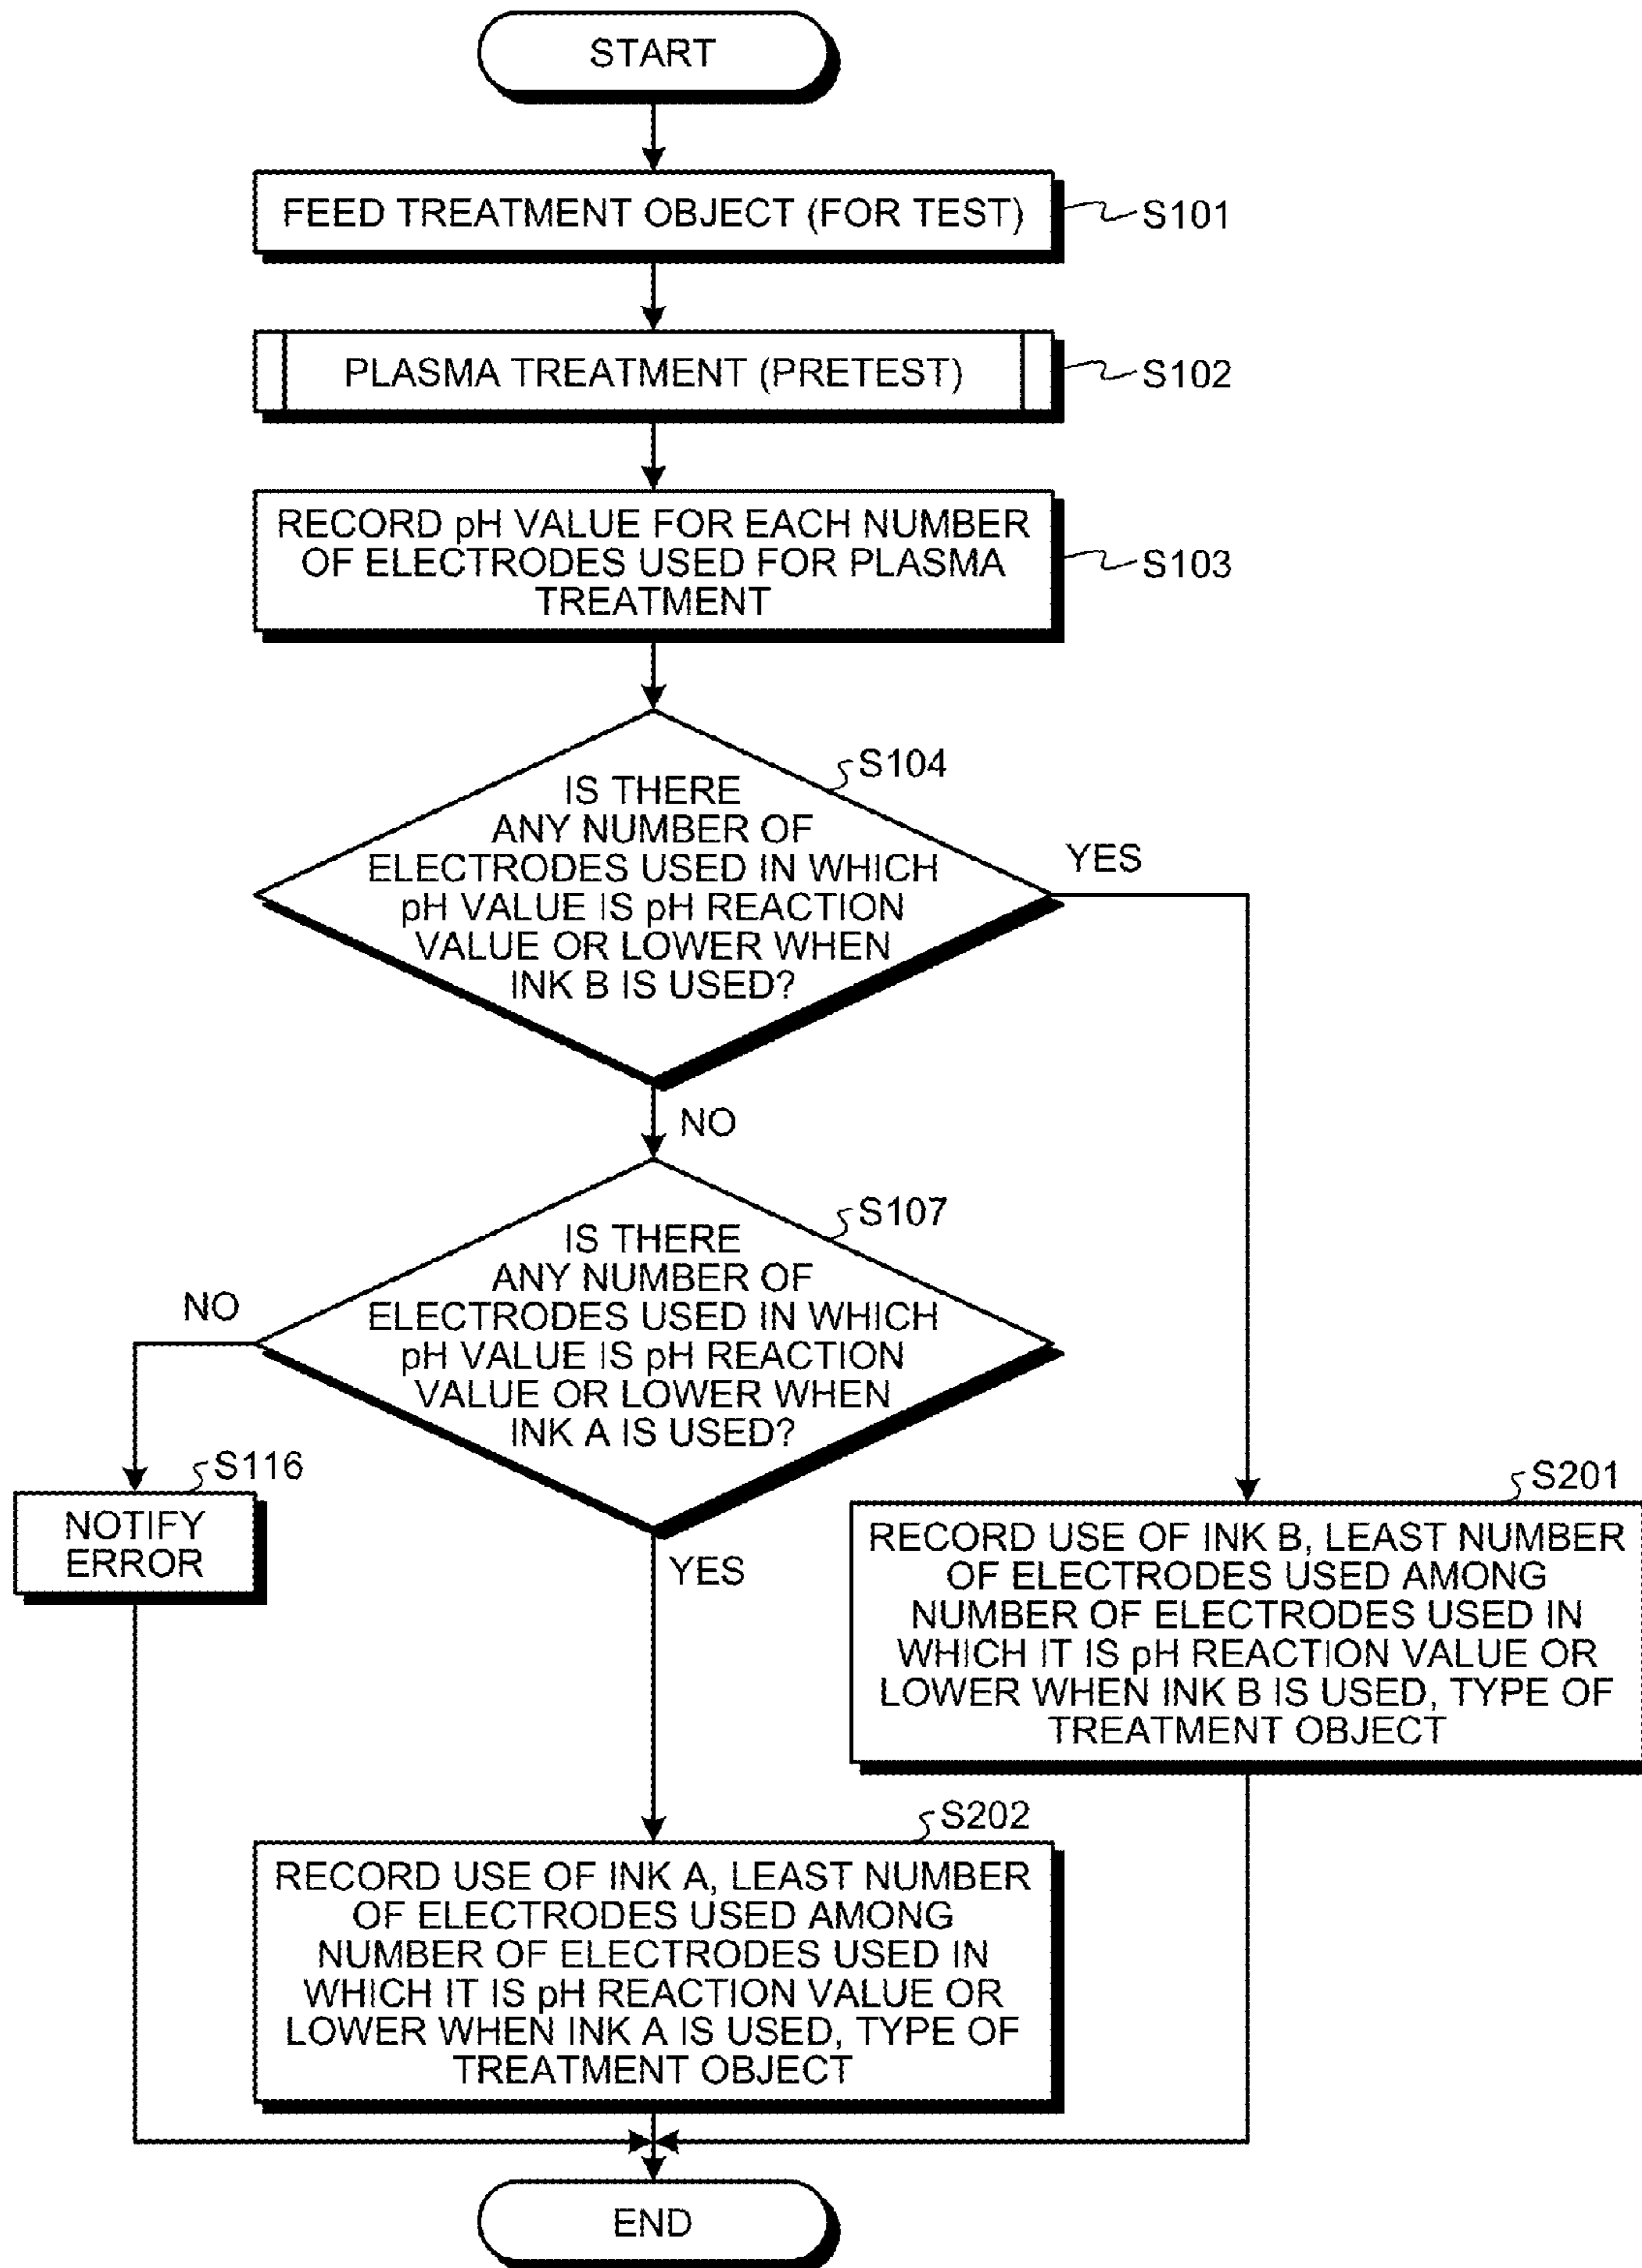 START
FEED TREATMENT OBJECT (FOR TEST)
S101
PLASMA TREATMENT (PRETEST)
S102
RECORD pH VALUE FOR EACH NUMBER
OF ELECTRODES USED FOR PLASMA
TREATMENT
S103
S104
IS THERE
ANY NUMBER OF
ELECTRODES USED IN WHICH
pH VALUE IS pH REACTION
VALUE OR LOWER WHEN
INK B IS USED?
YES
NO
S107
IS THERE
ANY NUMBER OF
ELECTRODES USED IN WHICH
pH VALUE IS pH REACTION
VALUE OR LOWER WHEN
INK A IS USED?
NO
YES
S116
NOTIFY
ERROR
S201
RECORD USE OF INK B, LEAST NUMBER
OF ELECTRODES USED AMONG
NUMBER OF ELECTRODES USED IN
WHICH IT IS pH REACTION VALUE OR
LOWER WHEN INK B IS USED, TYPE OF
TREATMENT OBJECT
S202
RECORD USE OF INK A, LEAST NUMBER
OF ELECTRODES USED AMONG
NUMBER OF ELECTRODES USED IN
WHICH IT IS pH REACTION VALUE OR
LOWER WHEN INK A IS USED, TYPE OF
TREATMENT OBJECT
END